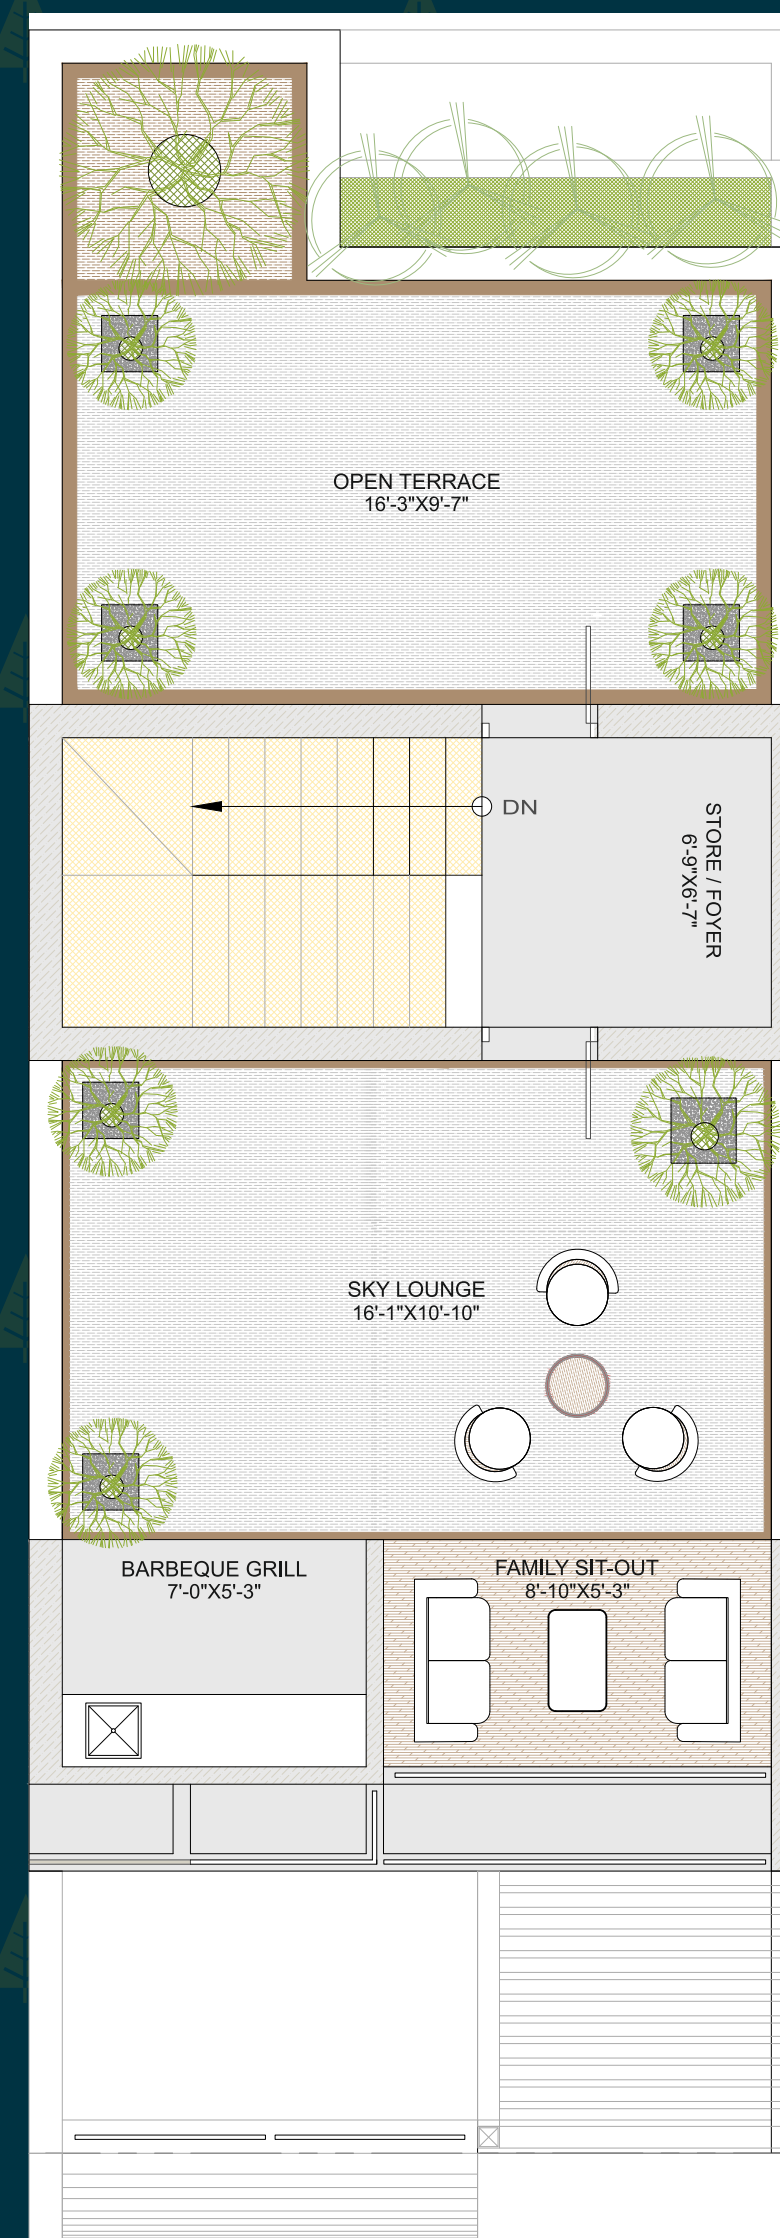 OPEN TERRACE
16'-3"X9'-7"
DN
STORE / FOYER
6'-9"X6'-7"
SKY LOUNGE
16'-1"X10'-10"
BARBEQUE GRILL
7'-0"X5'-3"
FAMILY SIT-OUT
8'-10"X5'-3"